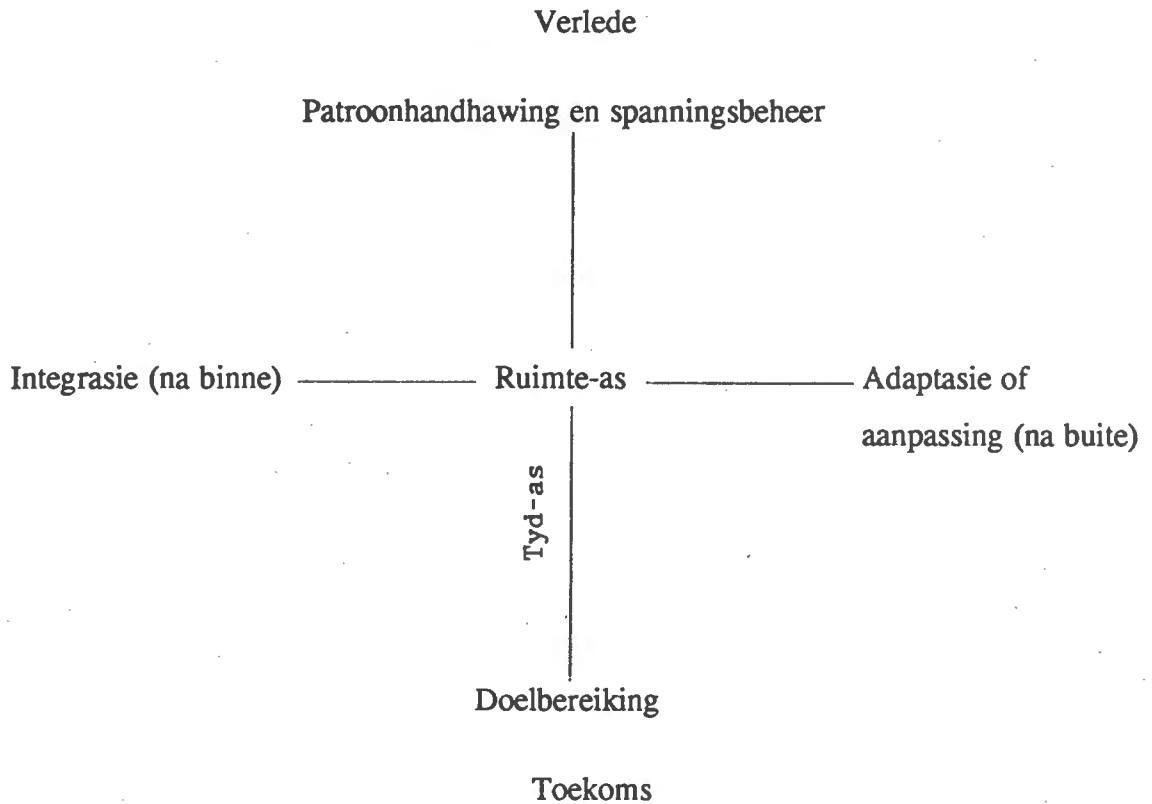 Verlede
Patroonhandhawing en spanningsbeheer
Integrasie (na binne)
Ruimte-as
Adaptasie of
aanpassing (na buite)
Tyd-as
Doelbereiking
Toekoms